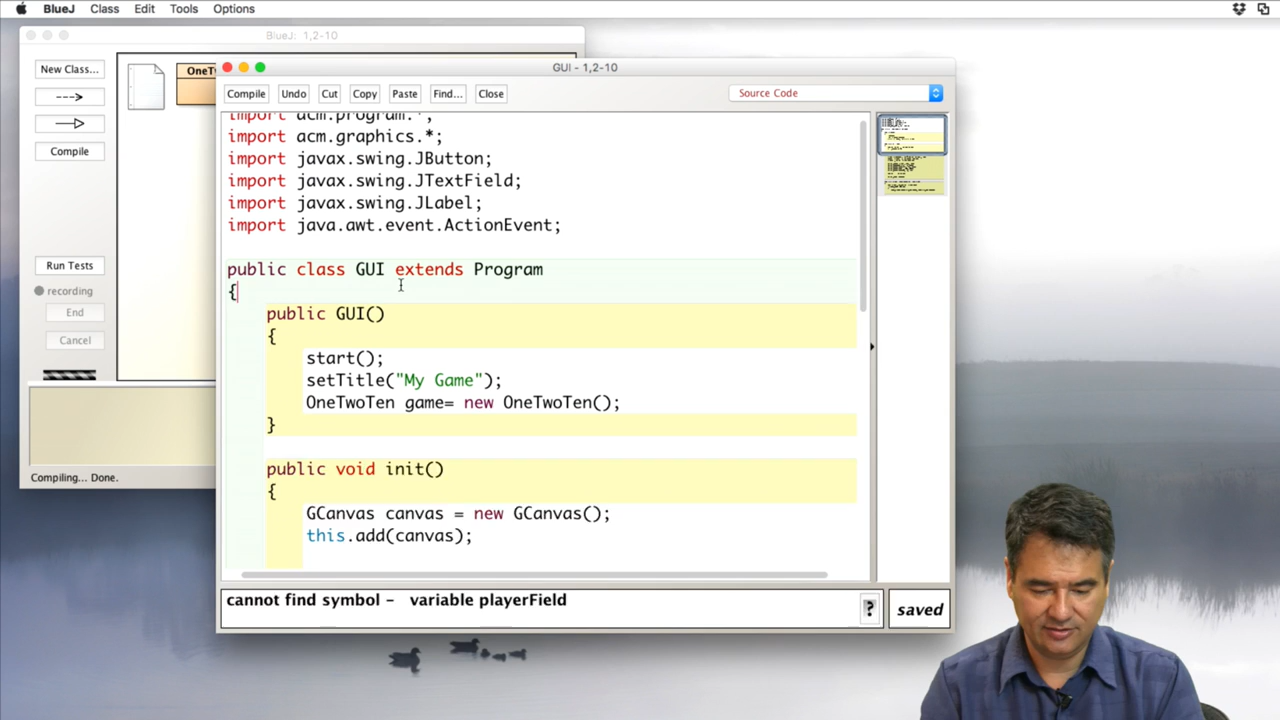 BlueJ Class Edit Tools Options
BlueJ: 1,2-10
New Class...
--->
Compile
Run Tests
recording
End
Cancel
Compiling... Done.
OneTw
GUI - 1,2-10
Compile Undo Cut Copy Paste Find... Close
Source Code
import acm.program.*;
import acm.graphics.*;
import javax.swing.JButton;
import javax.swing.JTextField;
import javax.swing.JLabel;
import java.awt.event.ActionEvent;
public class GUI extends Program
{
public GUI()
{
start();
setTitle("My Game");
OneTwoTen game= new OneTwoTen();
}
public void init()
{
GCanvas canvas = new GCanvas();
this.add(canvas);
cannot find symbol - variable playerField
?
saved